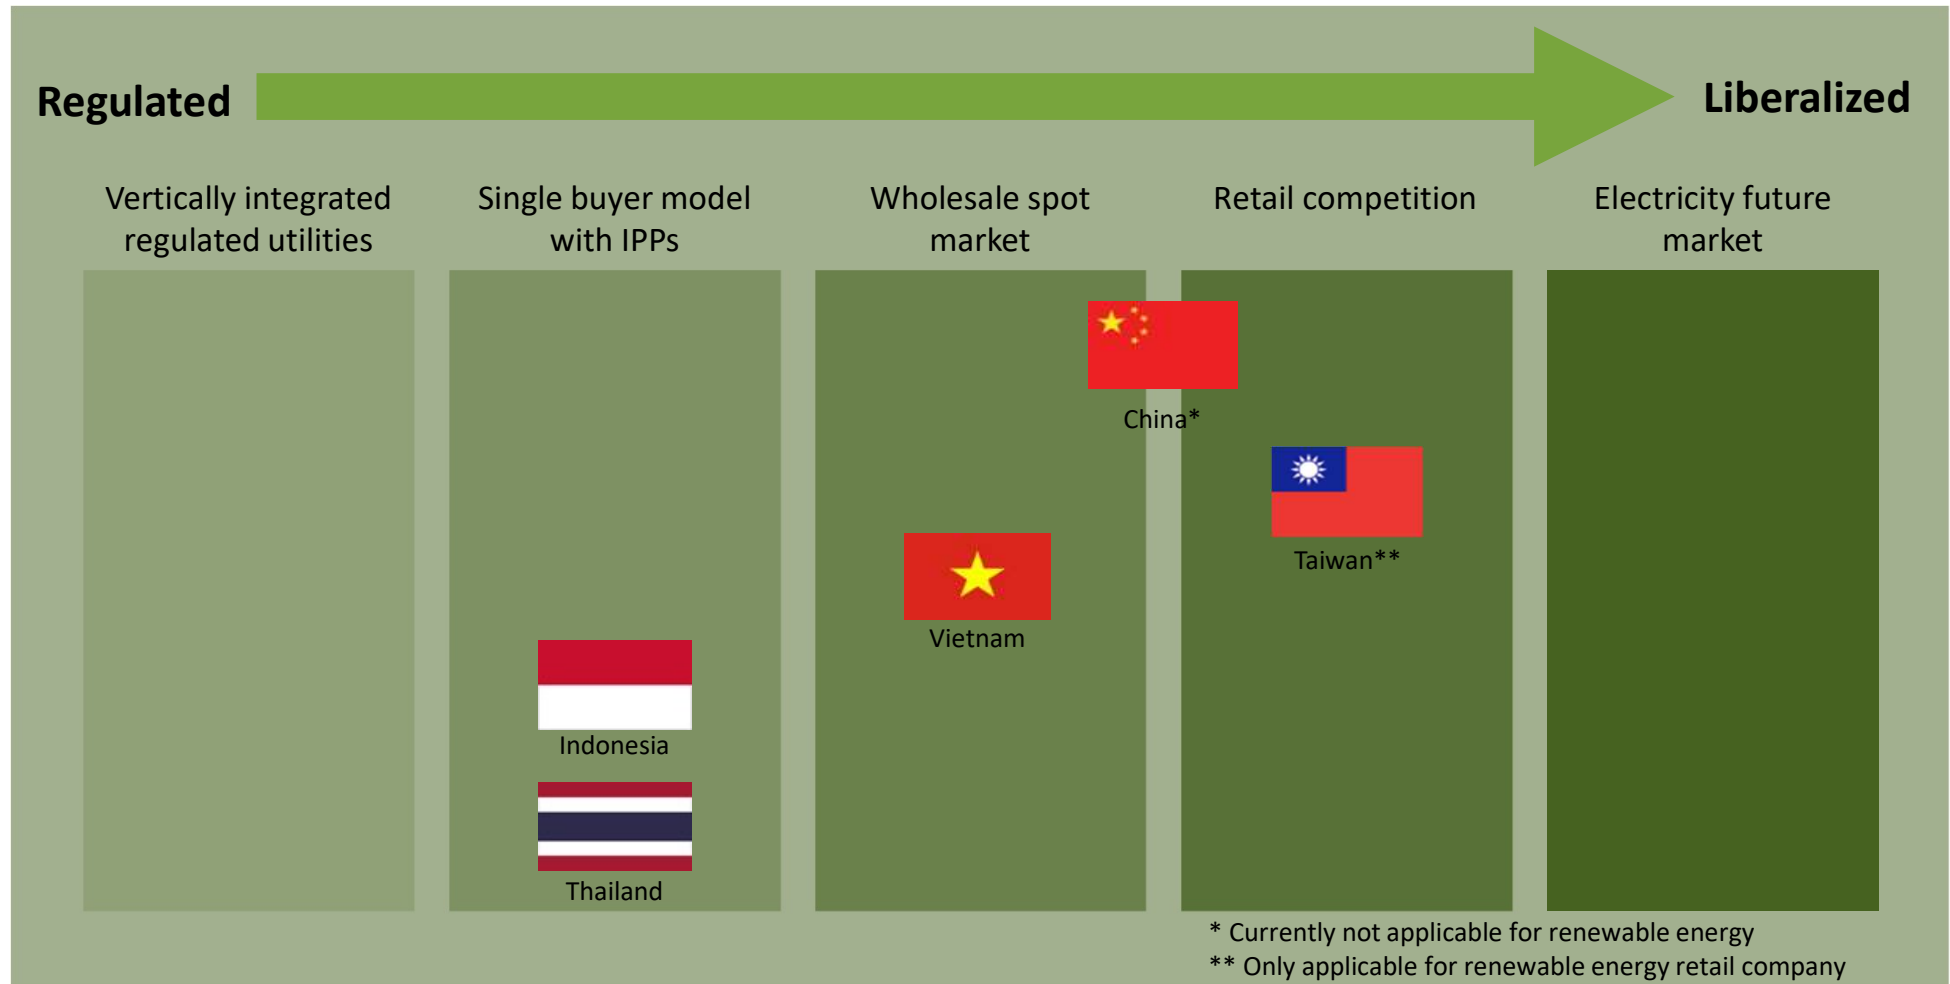 Regulated
Liberalized
Vertically integrated
regulated utilities
Single buyer model
with IPPs
Wholesale spot
market
Retail competition
Electricity future
market
China*
Taiwan**
Vietnam
Indonesia
Thailand
* Currently not applicable for renewable energy
** Only applicable for renewable energy retail company